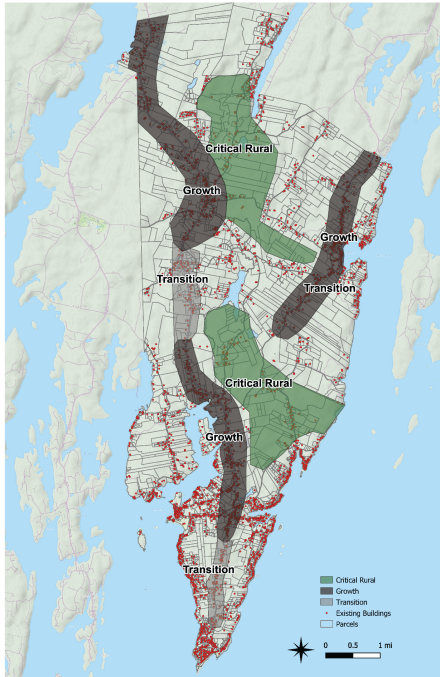 Critical Rural
Growth
Growth
Transition
Transition
Critical Rural
Growth
Transition
Critical Rural
Growth
Transition
Existing Buildings
Parcels
0 0.5 1 mi